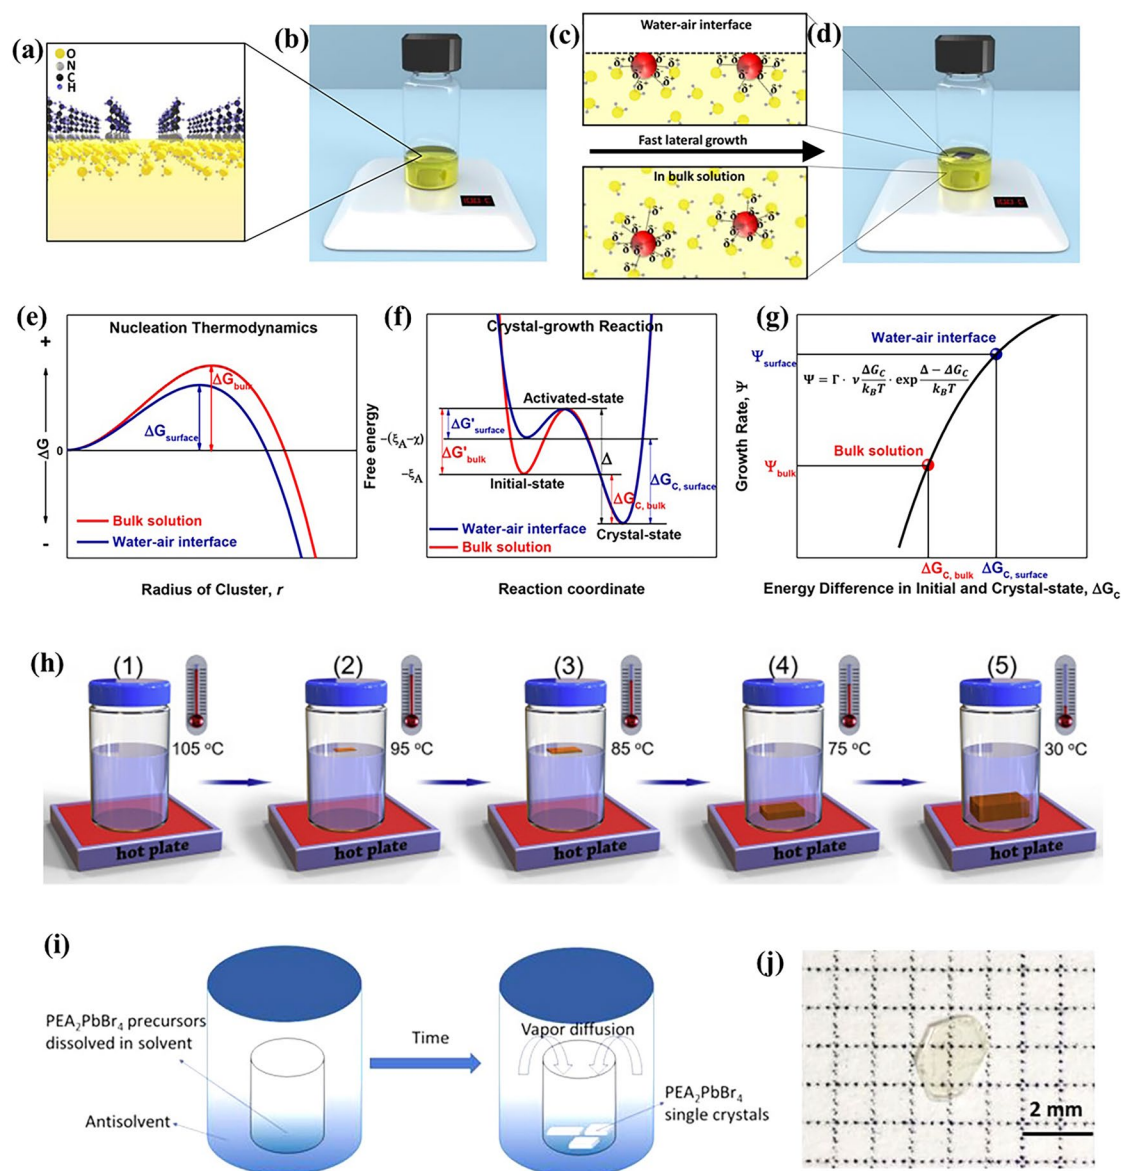 (a)
O
N
C
H
(b)
(c)
Water-air interface
δ⁺ δ⁺ δ⁺ δ⁺ δ⁺ δ⁺
Fast lateral growth
In bulk solution
δ⁺ δ⁺ δ⁺ δ⁺ δ⁺ δ⁺
(d)
(e)
Nucleation Thermodynamics
+
ΔG
-
0
ΔG_bulk
ΔG_surface
Bulk solution
Water-air interface
Radius of Cluster, r
(f)
Crystal-growth Reaction
Free energy
Activated-state
ΔG'_surface
−(ξ_A−χ)
ΔG'_bulk
−ξ_A
Initial-state
Δ
ΔG_C, bulk
ΔG_C, surface
Crystal-state
Water-air interface
Bulk solution
Reaction coordinate
(g)
Growth Rate, Ψ
Ψ_surface
Water-air interface
Ψ = Γ · ν ΔG_C/k_BT · exp Δ − ΔG_C/k_BT
Bulk solution
Ψ_bulk
ΔG_C, bulk
ΔG_C, surface
Energy Difference in Initial and Crystal-state, ΔG_C
(h)
(1)
(2)
(3)
(4)
(5)
105 °C
95 °C
85 °C
75 °C
30 °C
hot plate
hot plate
hot plate
hot plate
hot plate
(i)
PEA₂PbBr₄ precursors
dissolved in solvent
Antisolvent
Time
Vapor diffusion
PEA₂PbBr₄
single crystals
(j)
2 mm